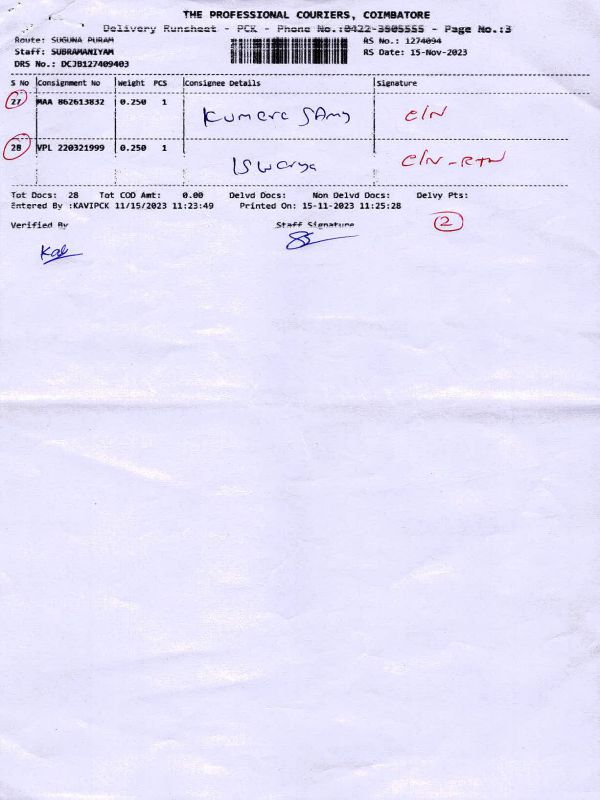 THE PROFESSIONAL COURIERS, COIMBATORE
Delivery Runsheet - PCK - Phone No.:0422-3905555 - Page No.:3
Route: SUGUNA PURAM
RS No.: 1274094
Staff: SUBRAMANIYAM
RS Date: 15-Nov-2023
DRS No.: DCJB127409403
S No Consignment No Weight PCS Consignee Details Signature
27 MAA 862613832 0.250 1 Kumara SAmy C/N
28 VPL 220321999 0.250 1 ISwarya C/N-RTN
Tot Docs: 28 Tot COD Amt: 0.00 Delvd Docs: Non Delvd Docs: Delvy Pts:
Entered By :KAVIPCK 11/15/2023 11:23:49 Printed On: 15-11-2023 11:25:28
Verified By Staff Signature 2